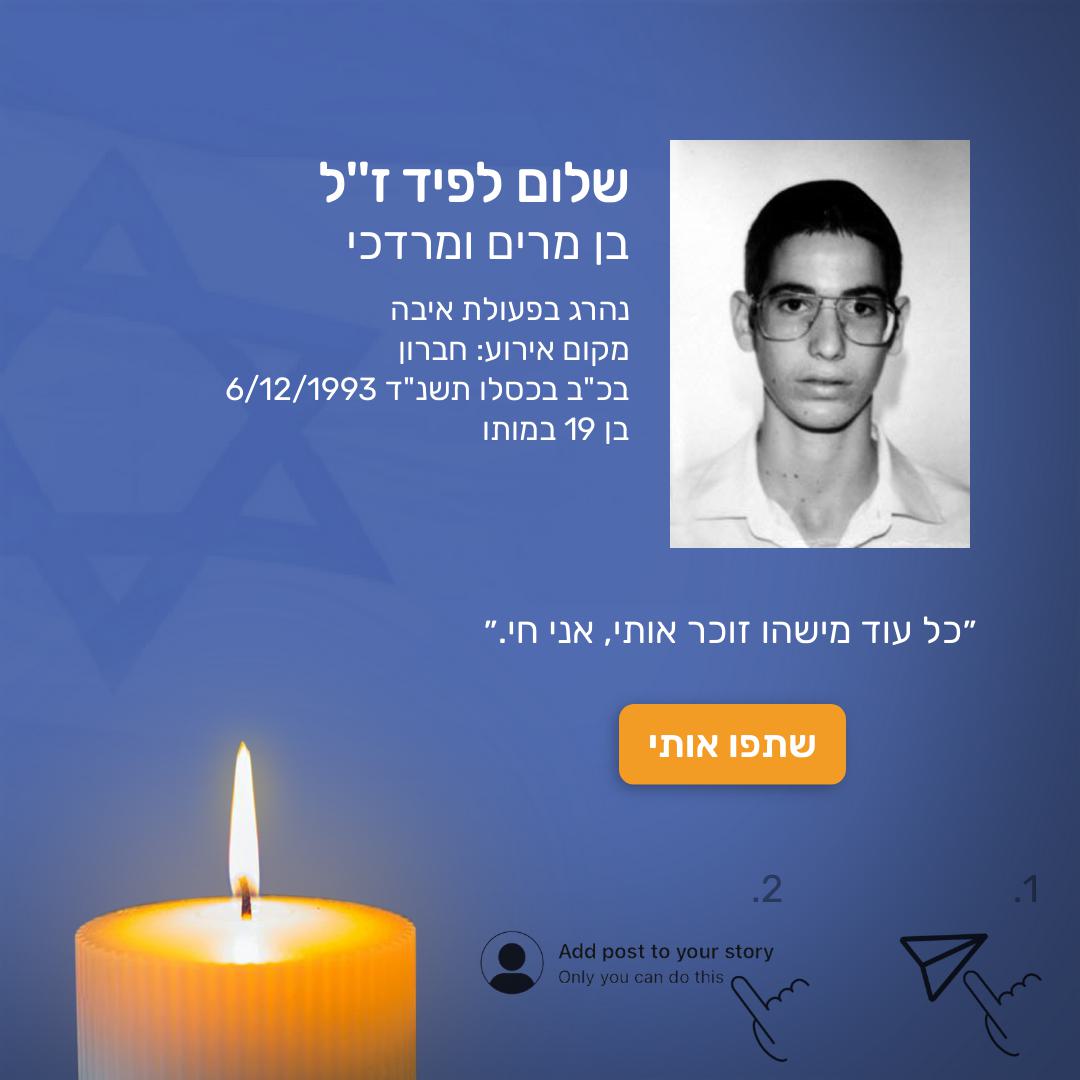 שלום לפיד ז"ל
בן מרים ומרדכי
נהרג בפעולת איבה
מקום אירוע: חברון
בכ"ב בכסלו תשנ"ד 6/12/1993
בן 19 במותו
"כל עוד מישהו זוכר אותי, אני חי."
שתפו אותי
.1
.2
Add post to your story
Only you can do this